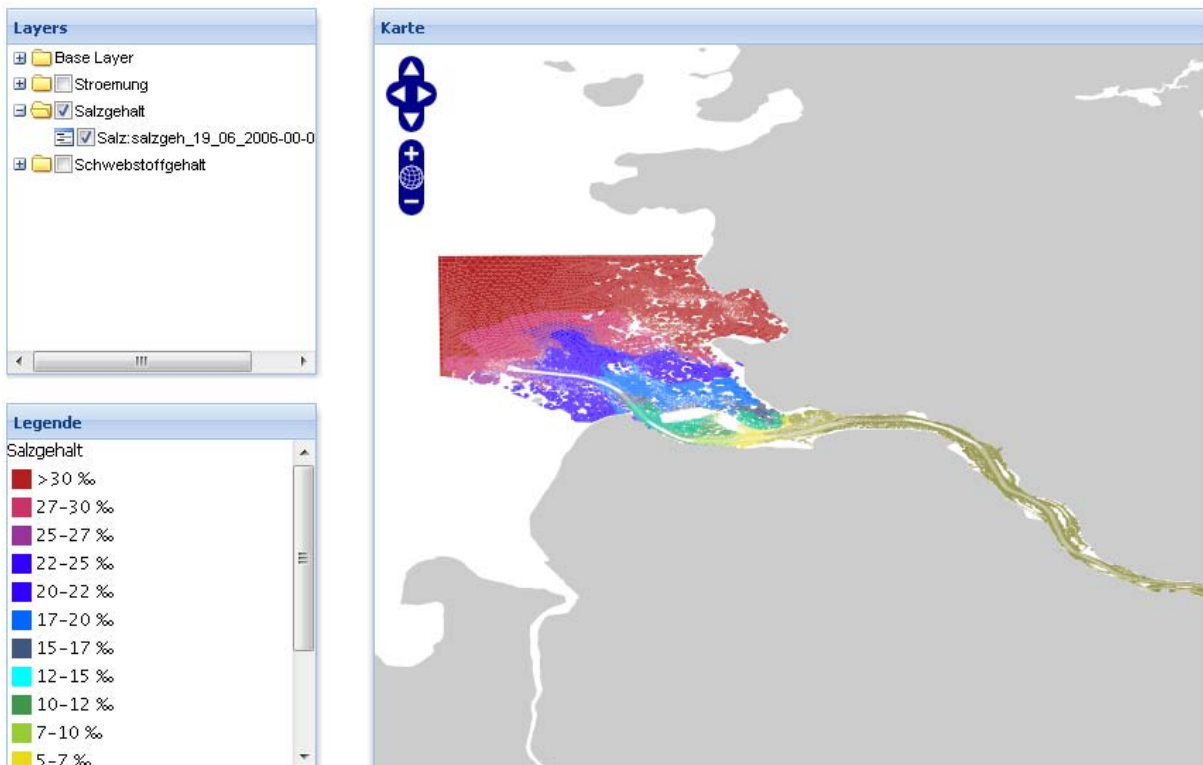 Layers
Base Layer
Stroemung
Salzgehalt
Salz:salzgeh_19_06_2006-00-0
Schwebstoffgehalt
Legende
Salzgehalt
>30 ‰
27-30 ‰
25-27 ‰
22-25 ‰
20-22 ‰
17-20 ‰
15-17 ‰
12-15 ‰
10-12 ‰
7-10 ‰
5-7 ‰
Karte